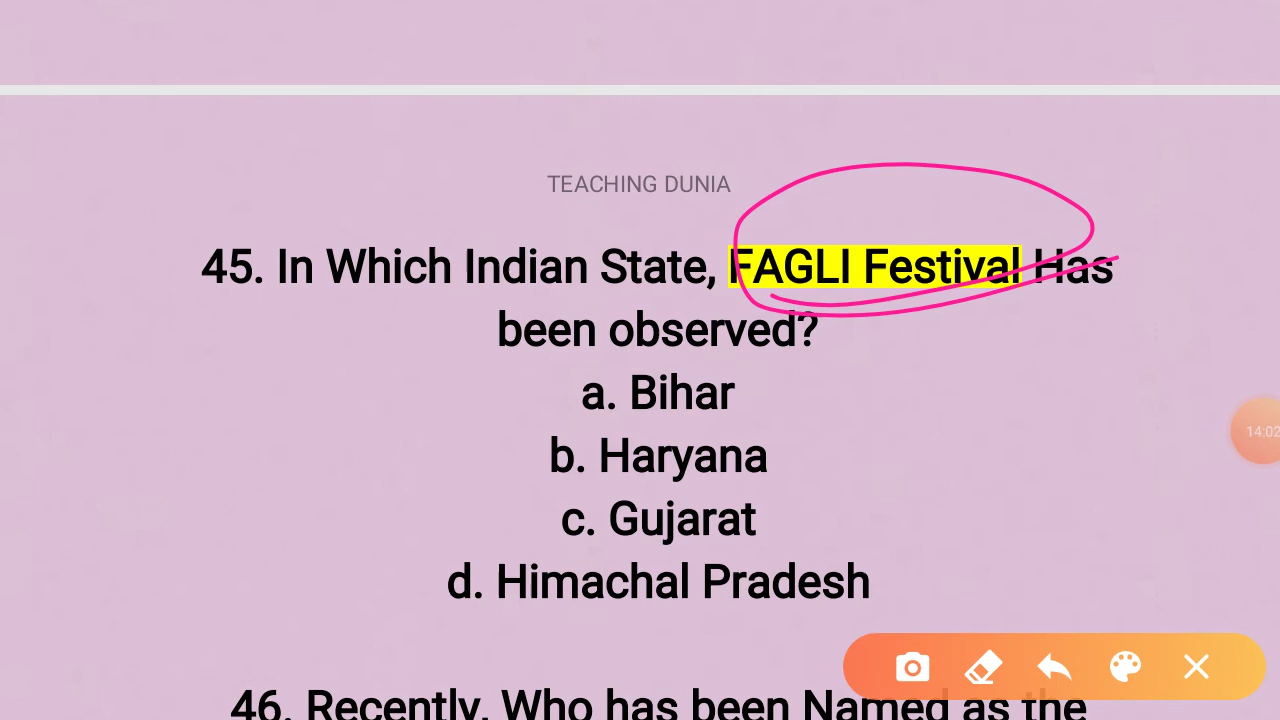 TEACHING DUNIA
45. In Which Indian State, FAGLI Festival Has
been observed?
a. Bihar
b. Haryana
c. Gujarat
d. Himachal Pradesh
14:02
46. Recently, Who has been Named as the